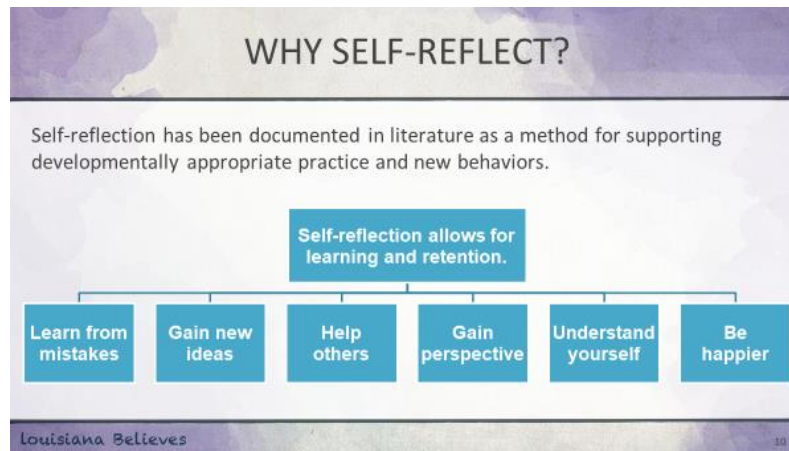 WHY SELF-REFLECT?
Self-reflection has been documented in literature as a method for supporting
developmentally appropriate practice and new behaviors.
Self-reflection allows for
learning and retention.
Learn from
mistakes
Gain new
ideas
Help
others
Gain
perspective
Understand
yourself
Be
happier
Louisiana Believes
10